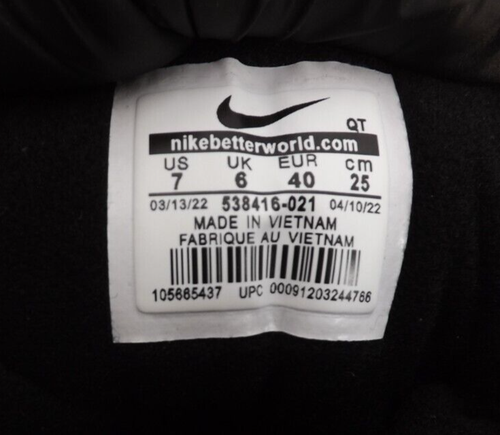 QT
nikebetterworld.com
US UK EUR cm
7 6 40 25
03/13/22 538416-021 04/10/22
MADE IN VIETNAM
FABRIQUE AU VIETNAM
105665437 UPC 00091203244766